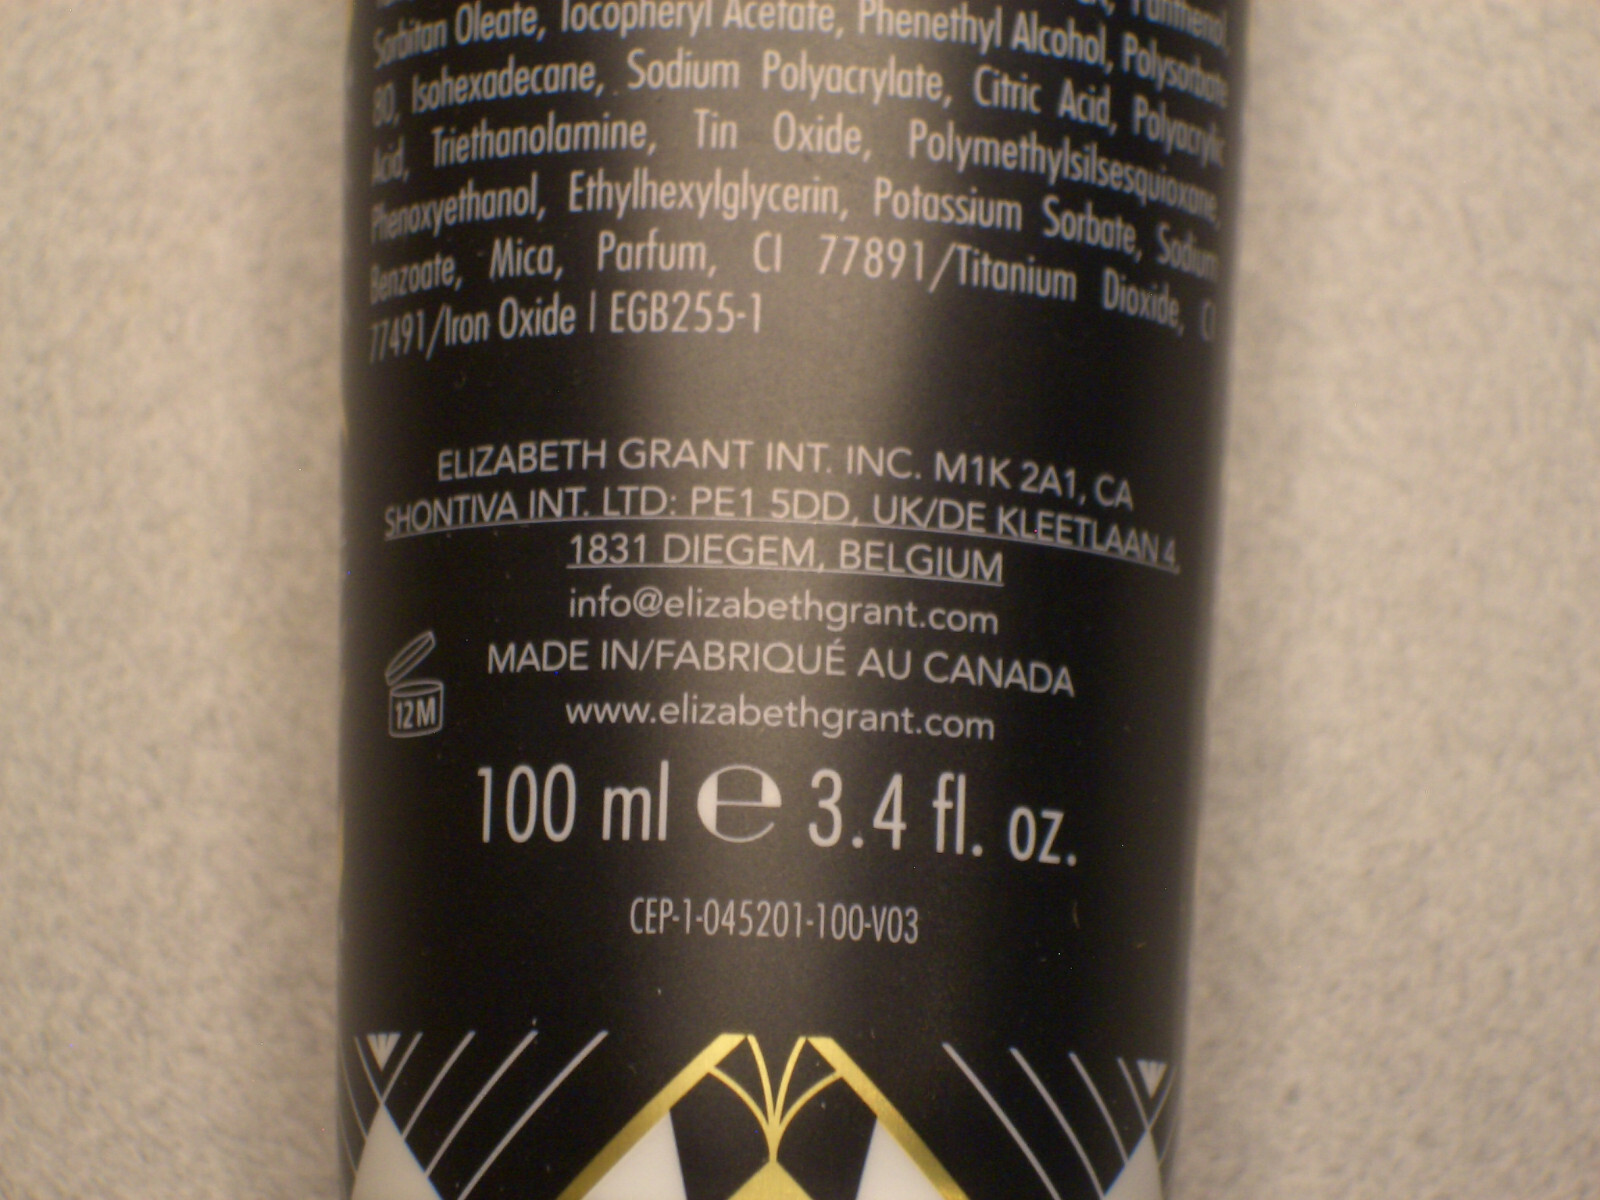 Panthenol,
Sorbitan Oleate, Tocopheryl Acetate, Phenethyl Alcohol, Polysorbate
80, Isohexadecane, Sodium Polyacrylate, Citric Acid, Polyacrylic
Acid, Triethanolamine, Tin Oxide, Polymethylsilsesquioxane,
Phenoxyethanol, Ethylhexylglycerin, Potassium Sorbate, Sodium
Benzoate, Mica, Parfum, CI 77891/Titanium Dioxide, CI
77491/Iron Oxide | EGB255-1
ELIZABETH GRANT INT. INC. M1K 2A1, CA
SHONTIVA INT. LTD: PE1 5DD, UK/DE KLEETLAAN 4,
1831 DIEGEM, BELGIUM
info@elizabethgrant.com
MADE IN/FABRIQUÉ AU CANADA
12M
www.elizabethgrant.com
100 ml e 3.4 fl. oz.
CEP-1-045201-100-V03